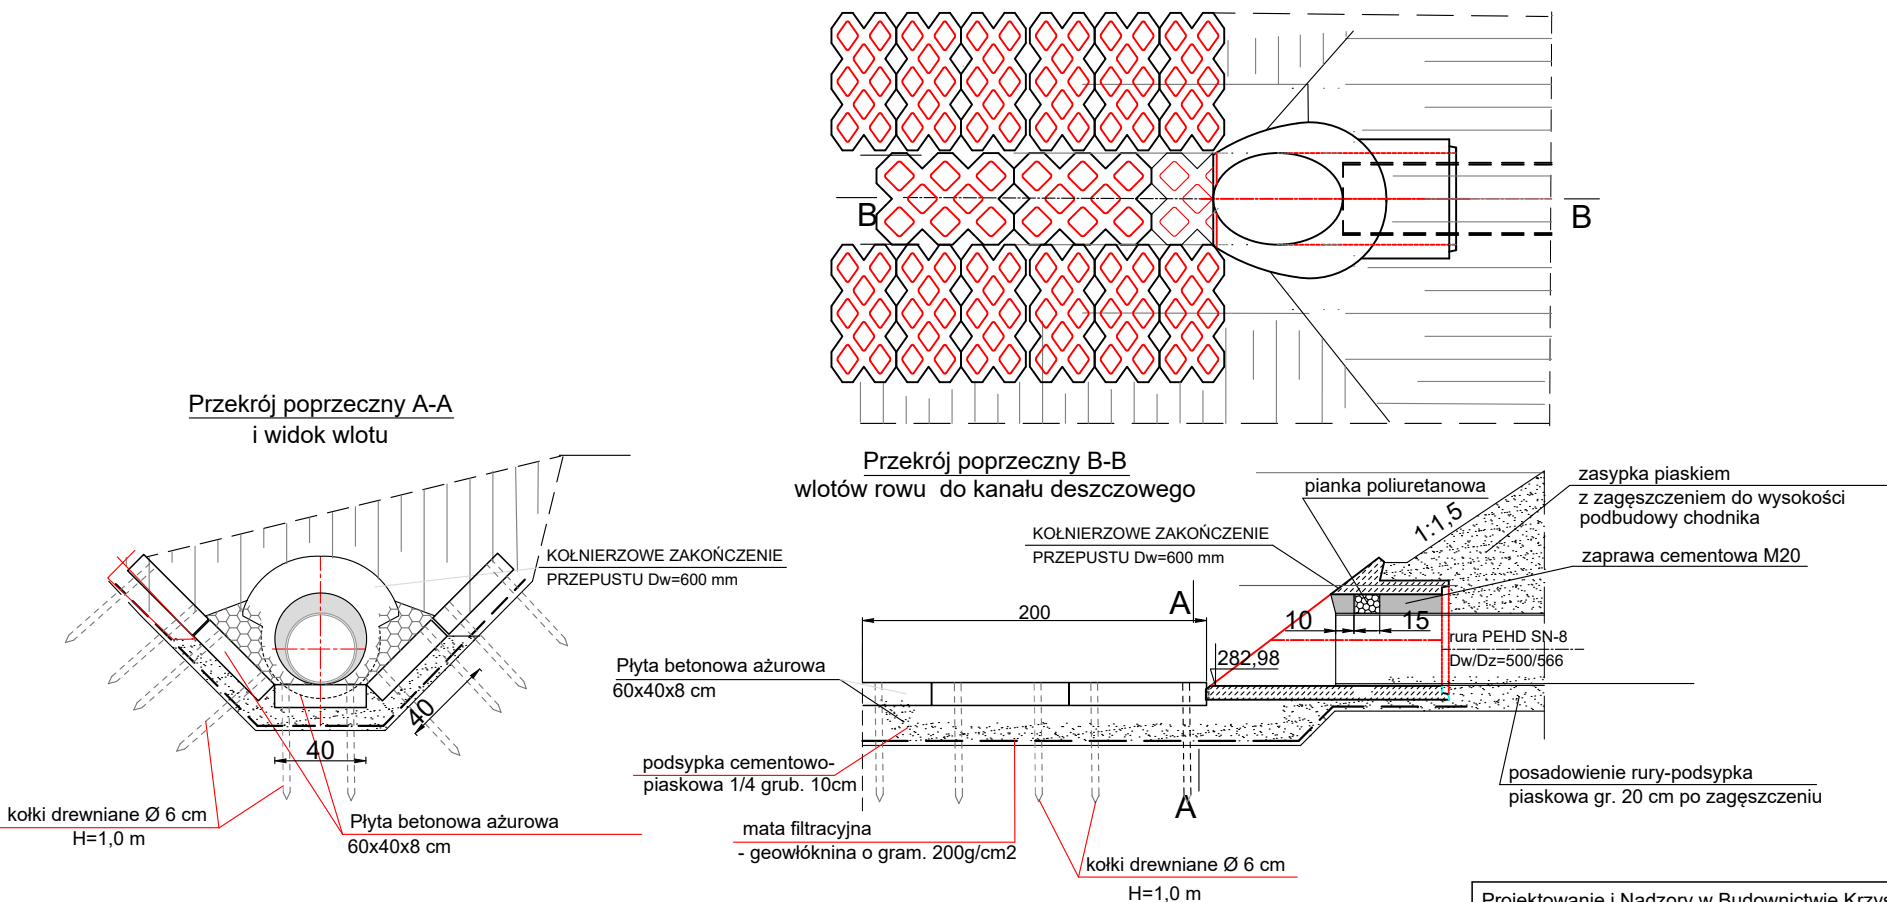 B
B
Przekrój poprzeczny A-A
i widok wlotu
KOŁNIERZOWE ZAKOŃCZENIE
PRZEPUSTU Dw=600 mm
40
40
kołki drewniane Ø 6 cm
H=1,0 m
Płyta betonowa ażurowa
60x40x8 cm
Przekrój poprzeczny B-B
wlotów rowu do kanału deszczowego
pianka poliuretanowa
KOŁNIERZOWE ZAKOŃCZENIE
PRZEPUSTU Dw=600 mm
1:1,5
zasypka piaskiem
z zagęszczeniem do wysokości
podbudowy chodnika
zaprawa cementowa M20
A
200
10
15
282,98
rura PEHD SN-8
Dw/Dz=500/566
Płyta betonowa ażurowa
60x40x8 cm
podsypka cementowo-
piaskowa 1/4 grub. 10cm
mata filtracyjna
- geowłóknina o gram. 200g/cm2
A
kołki drewniane Ø 6 cm
H=1,0 m
posadowienie rury-podsypka
piaskowa gr. 20 cm po zagęszczeniu
Projektowanie i Nadzory w Budownictwie